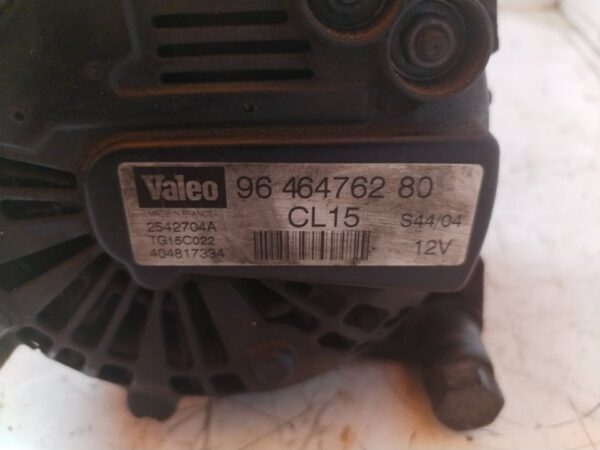 Valeo 96 464762 80
MADE IN FRANCE
CL15
S44/04
2542704A
TG15C022
12V
404817334